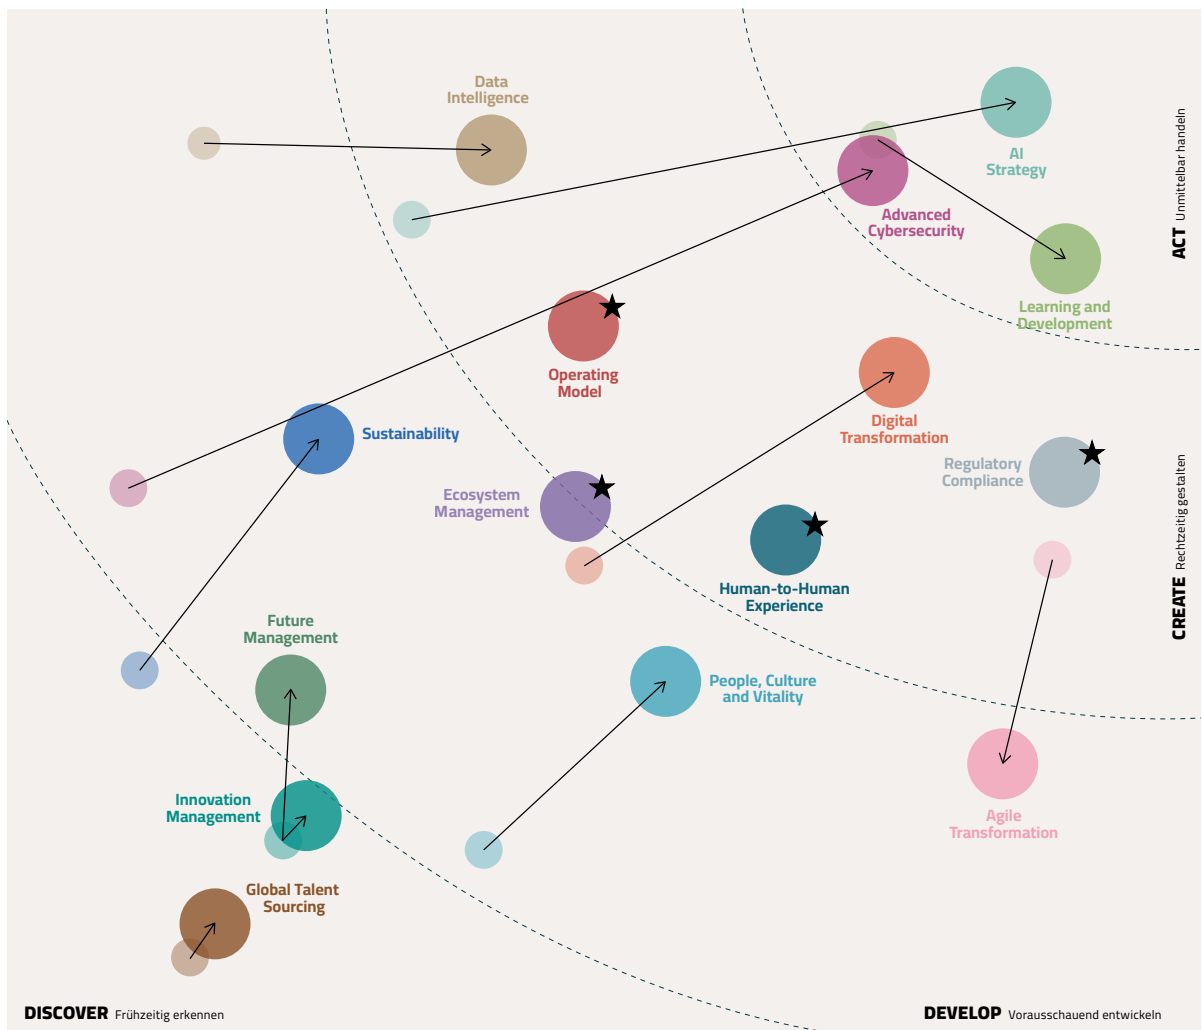 Data
Intelligence
AI
Strategy
Advanced
Cybersecurity
Learning and
Development
ACT Unmittelbar handeln
Operating
Model
Digital
Transformation
Sustainability
Regulatory
Compliance
Ecosystem
Management
Human-to-Human
Experience
CREATE Rechtzeitig gestalten
Future
Management
People, Culture
and Vitality
Innovation
Management
Agile
Transformation
Global Talent
Sourcing
DISCOVER Frühzeitig erkennen
DEVELOP Vorausschauend entwickeln